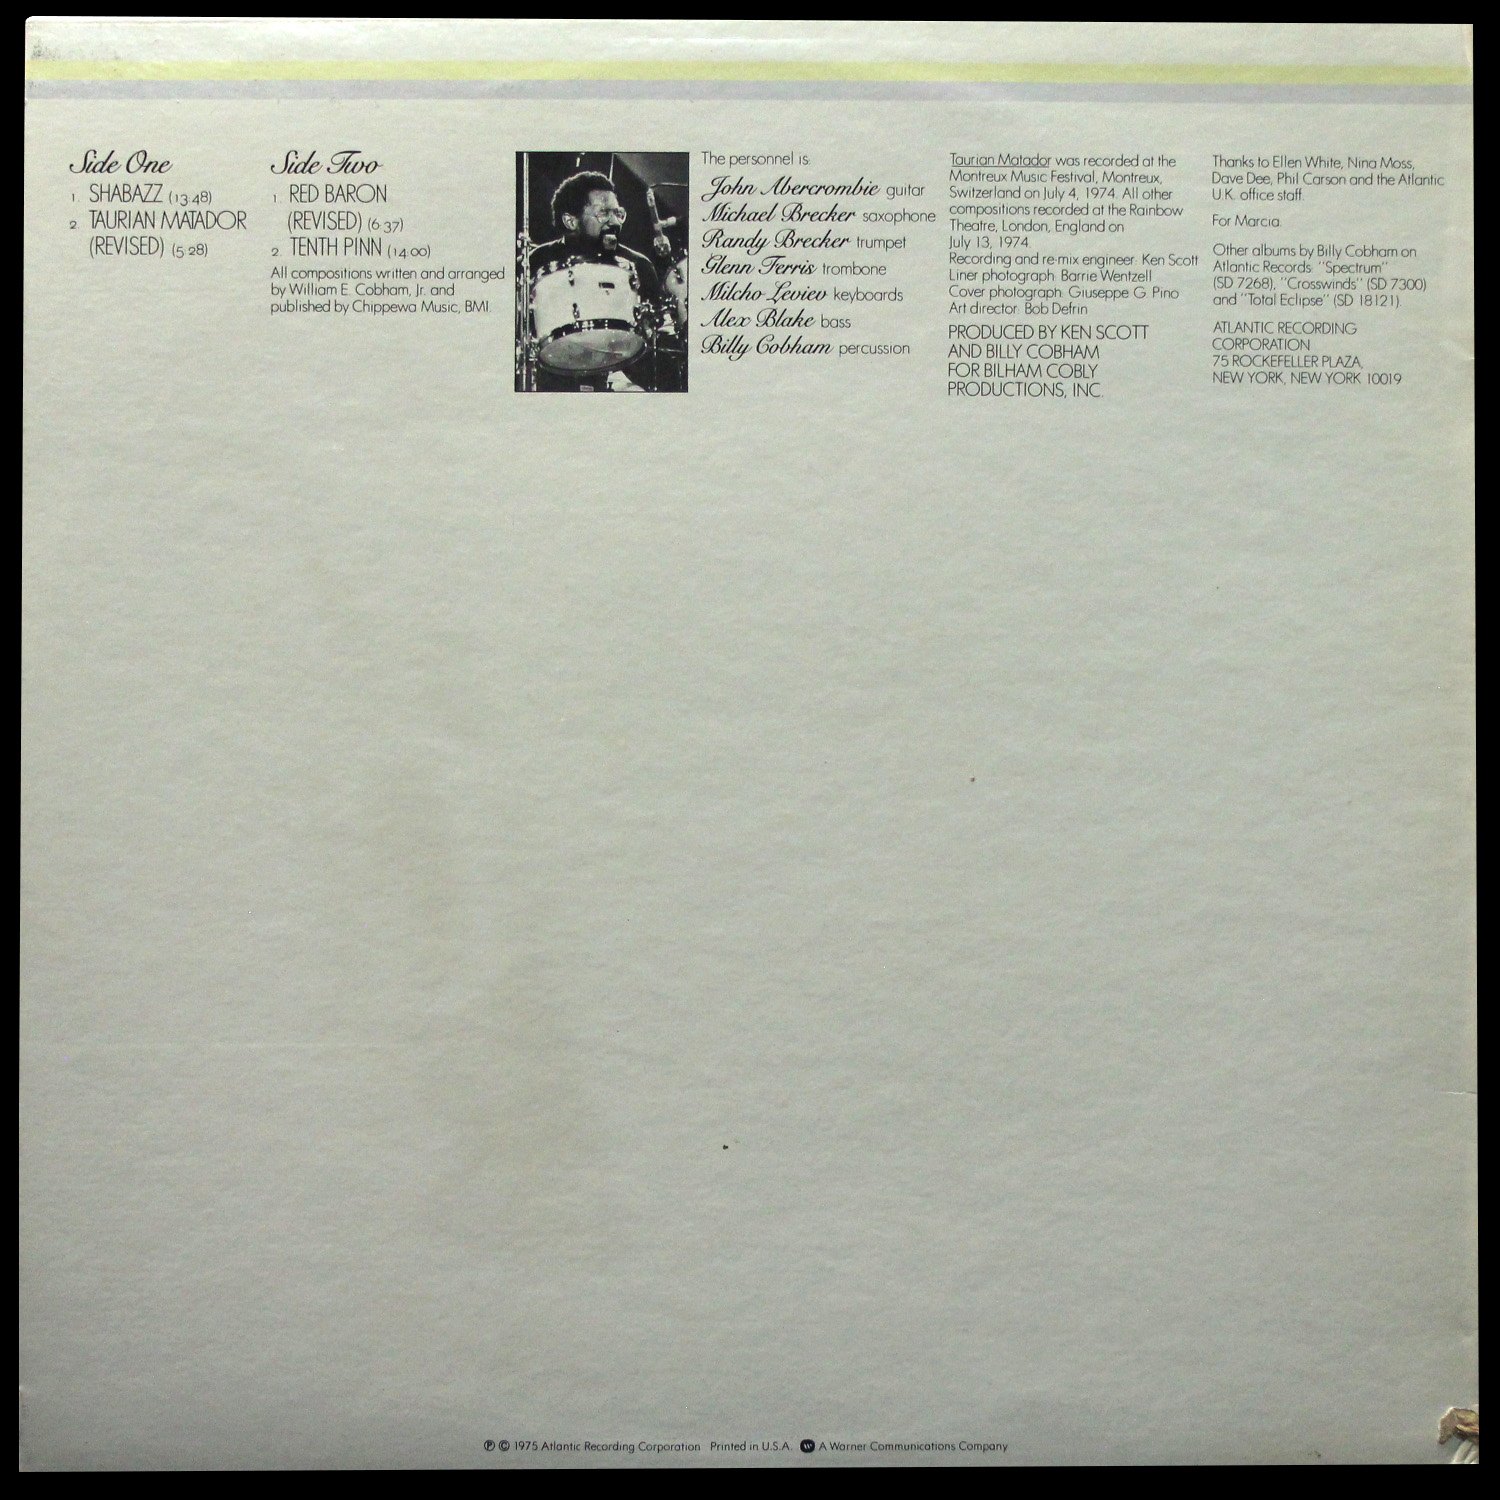 Side One
1. SHABAZZ (13:48)
2. TAURIAN MATADOR
(REVISED) (5:28)
Side Two
1. RED BARON
(REVISED) (6:37)
2. TENTH PINN (14:00)
All compositions written and arranged
by William E. Cobham, Jr. and
published by Chippewa Music, BMI.
The personnel is:
John Abercrombie guitar
Michael Brecker saxophone
Randy Brecker trumpet
Glenn Ferris trombone
Milcho Leviev keyboards
Alex Blake bass
Billy Cobham percussion
Taurian Matador was recorded at the
Montreux Music Festival, Montreux,
Switzerland on July 4, 1974. All other
compositions recorded at the Rainbow
Theatre, London, England on
July 13, 1974.
Recording and re-mix engineer: Ken Scott
Liner photograph: Barrie Wentzell
Cover photograph: Giuseppe G. Pino
Art director: Bob Defrin
PRODUCED BY KEN SCOTT
AND BILLY COBHAM
FOR BILHAM COBLY
PRODUCTIONS, INC.
Thanks to Ellen White, Nina Moss,
Dave Dee, Phil Carson and the Atlantic
U.K. office staff.
For Marcia.
Other albums by Billy Cobham on
Atlantic Records: "Spectrum"
(SD 7268), "Crosswinds" (SD 7300)
and "Total Eclipse" (SD 18121).
ATLANTIC RECORDING
CORPORATION
75 ROCKEFELLER PLAZA,
NEW YORK, NEW YORK 10019
℗ © 1975 Atlantic Recording Corporation Printed in U.S.A. A Warner Communications Company